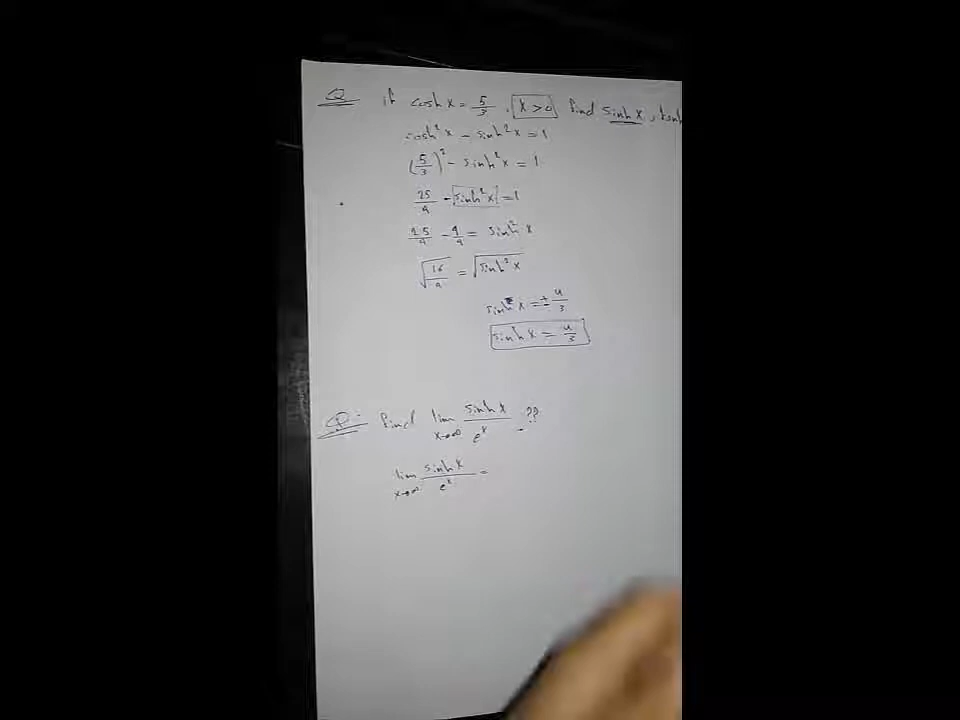 Q if cosh x = 5/3 , x > 0 find sinh x , tanh
cosh² x - sinh² x = 1
(5/3)² - sinh² x = 1
25/9 - sinh² x = 1
25/9 - 9/9 = sinh² x
√16/9 = √sinh² x
sinh x = ± 4/3
sinh x = 4/3
Q: find lim x→∞ sinh x / e^x ??
lim x→∞ sinh x / e^x =